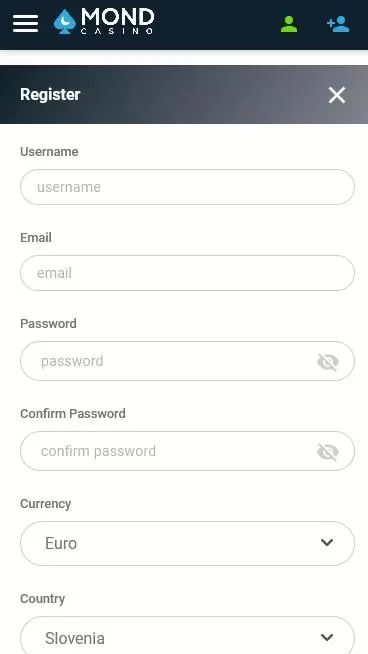 MOND
CASINO
Register
Username
username
Email
email
Password
password
Confirm Password
confirm password
Currency
Euro
Country
Slovenia